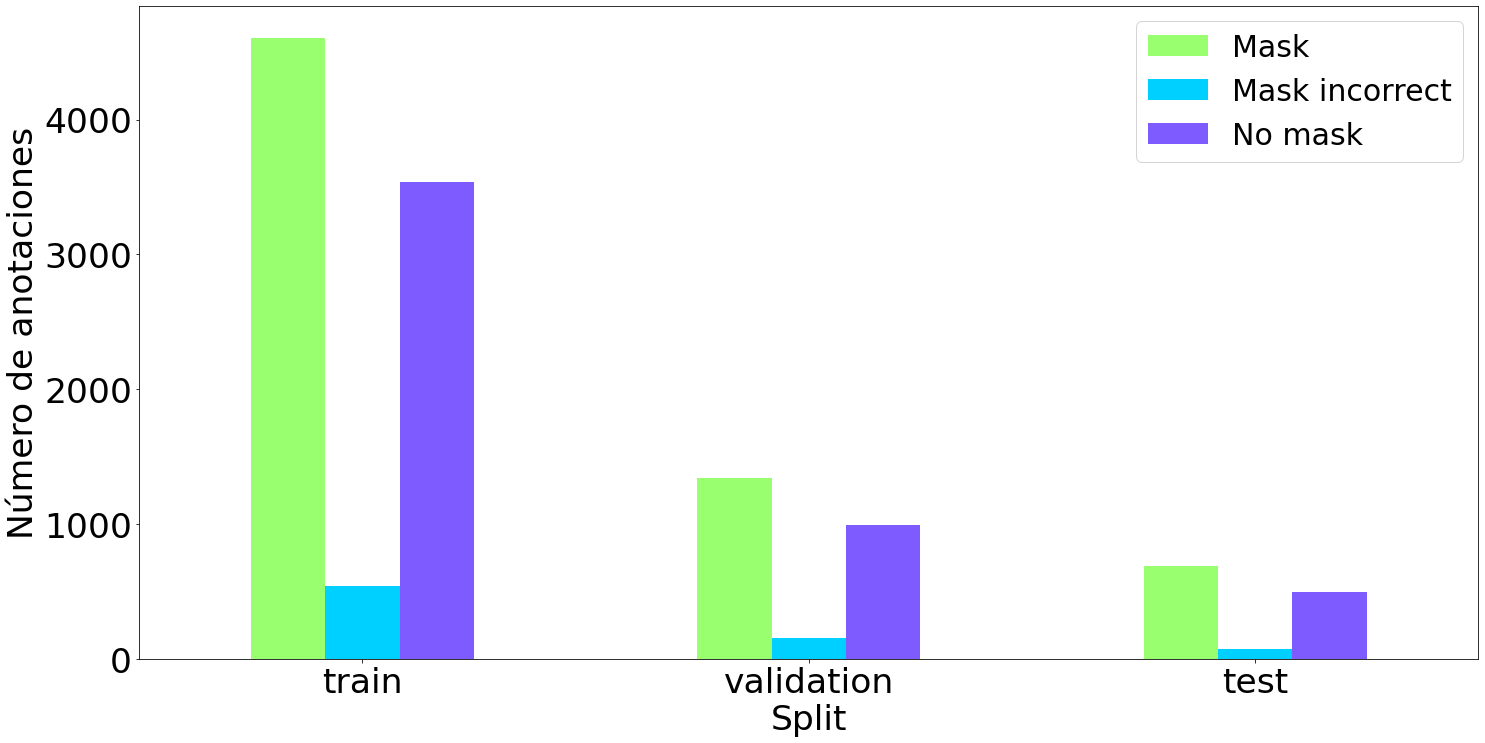 Mask
Mask incorrect
No mask
Número de anotaciones
4000
3000
2000
1000
0
train validation test
Split